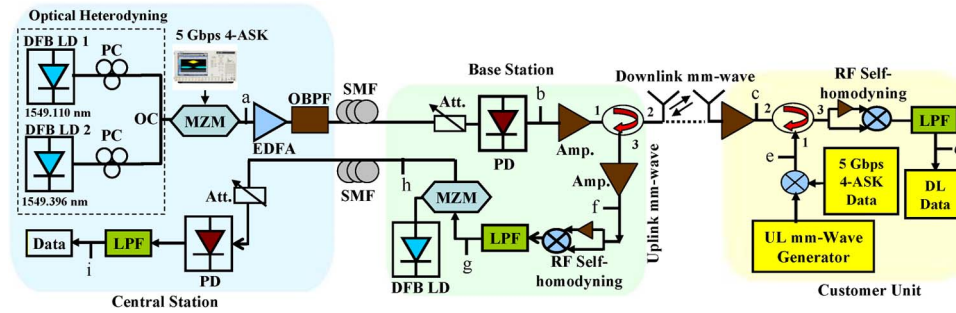 Optical Heterodyning
DFB LD 1
PC
1549.110 nm
DFB LD 2
PC
1549.396 nm
OC
5 Gbps 4-ASK
MZM
a
EDFA
OBPF
SMF
SMF
Att.
Data
i
LPF
PD
Central Station
Base Station
Att.
PD
b
Amp.
1
2
3
Amp.
f
h
MZM
DFB LD
g
LPF
RF Self-
homodyning
Uplink mm-wave
Downlink mm-wave
c
2
3
1
RF Self-
homodyning
LPF
d
DL
Data
e
5 Gbps
4-ASK
Data
UL mm-Wave
Generator
Customer Unit